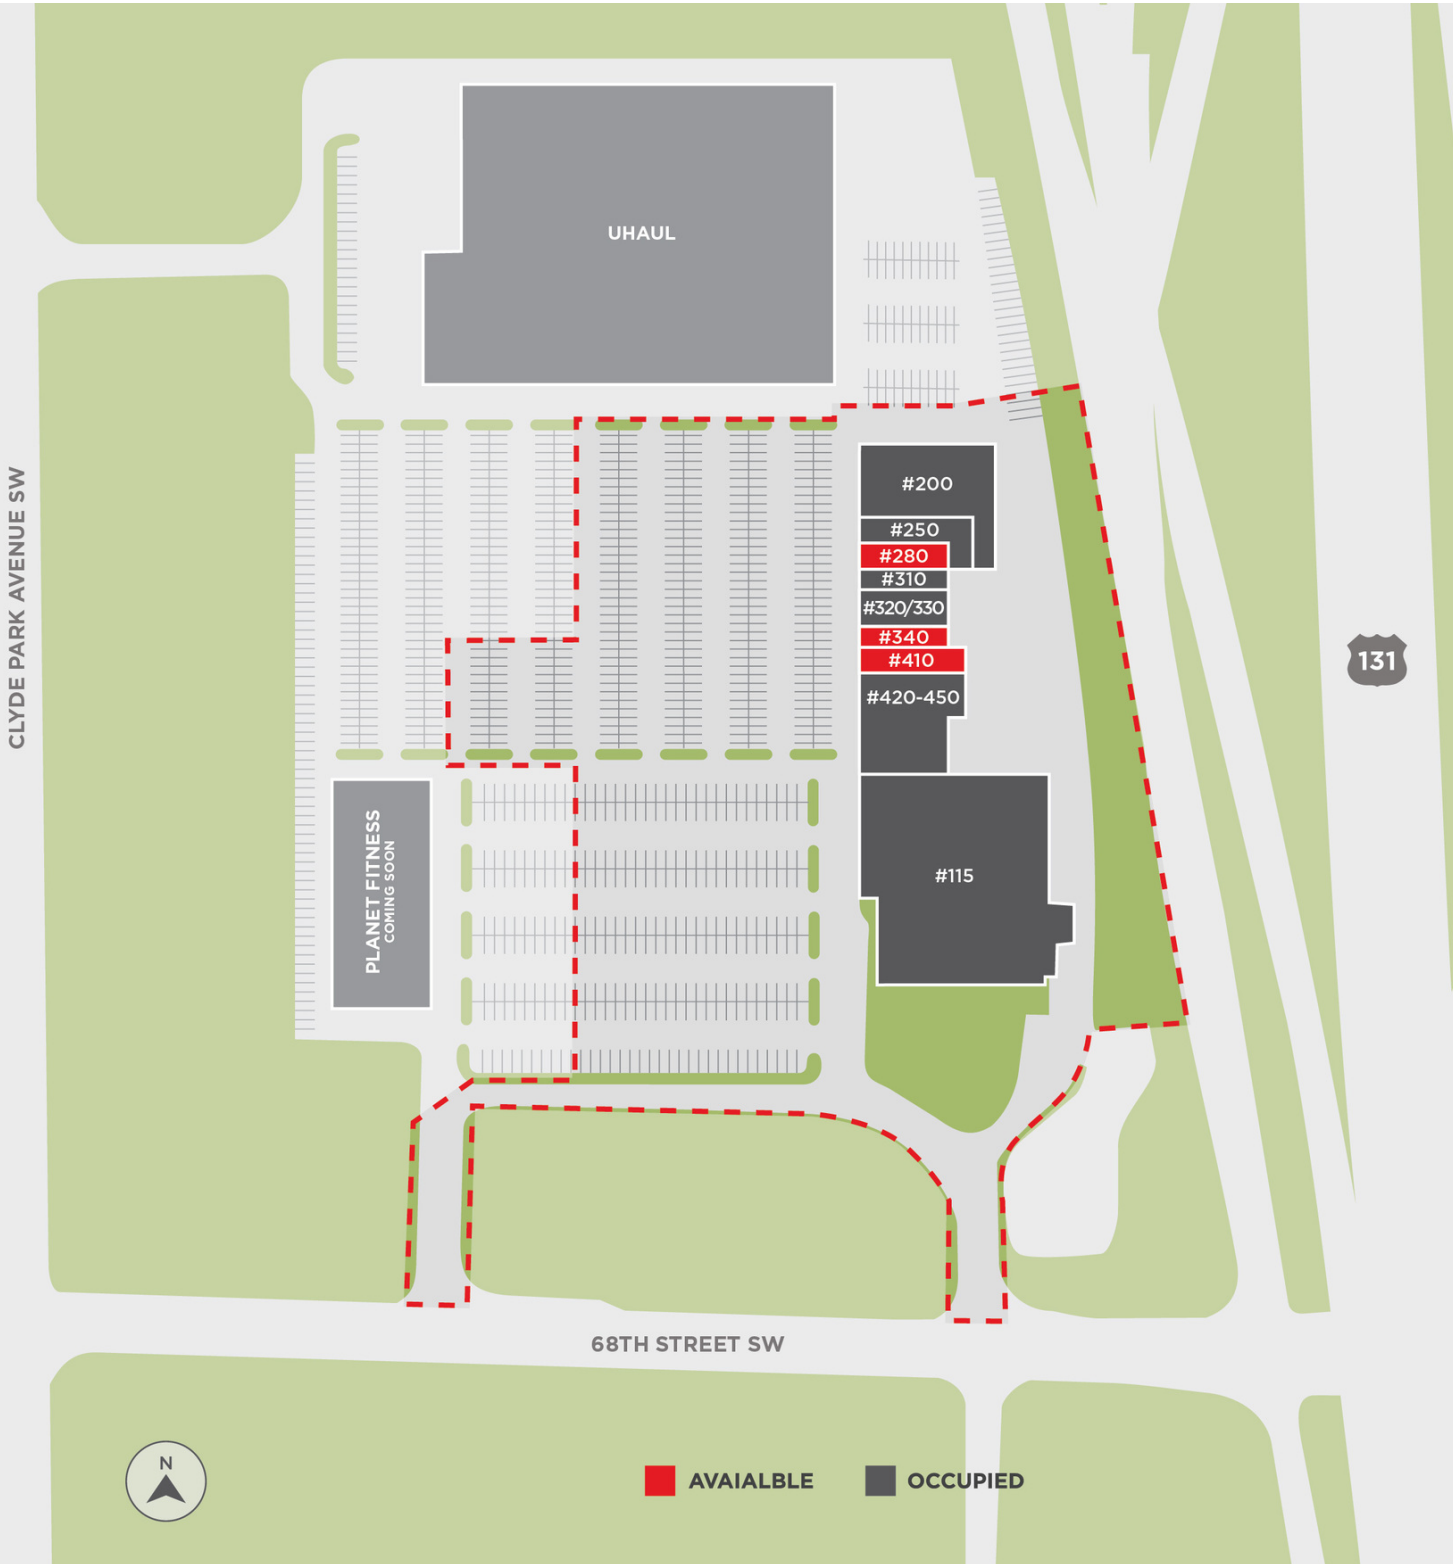 UHAUL
#200
#250
#280
#310
#320/330
#340
#410
#420-450
#115
CLYDE PARK AVENUE SW
131
PLANET FITNESS
COMING SOON
68TH STREET SW
N
AVAIALBLE
OCCUPIED